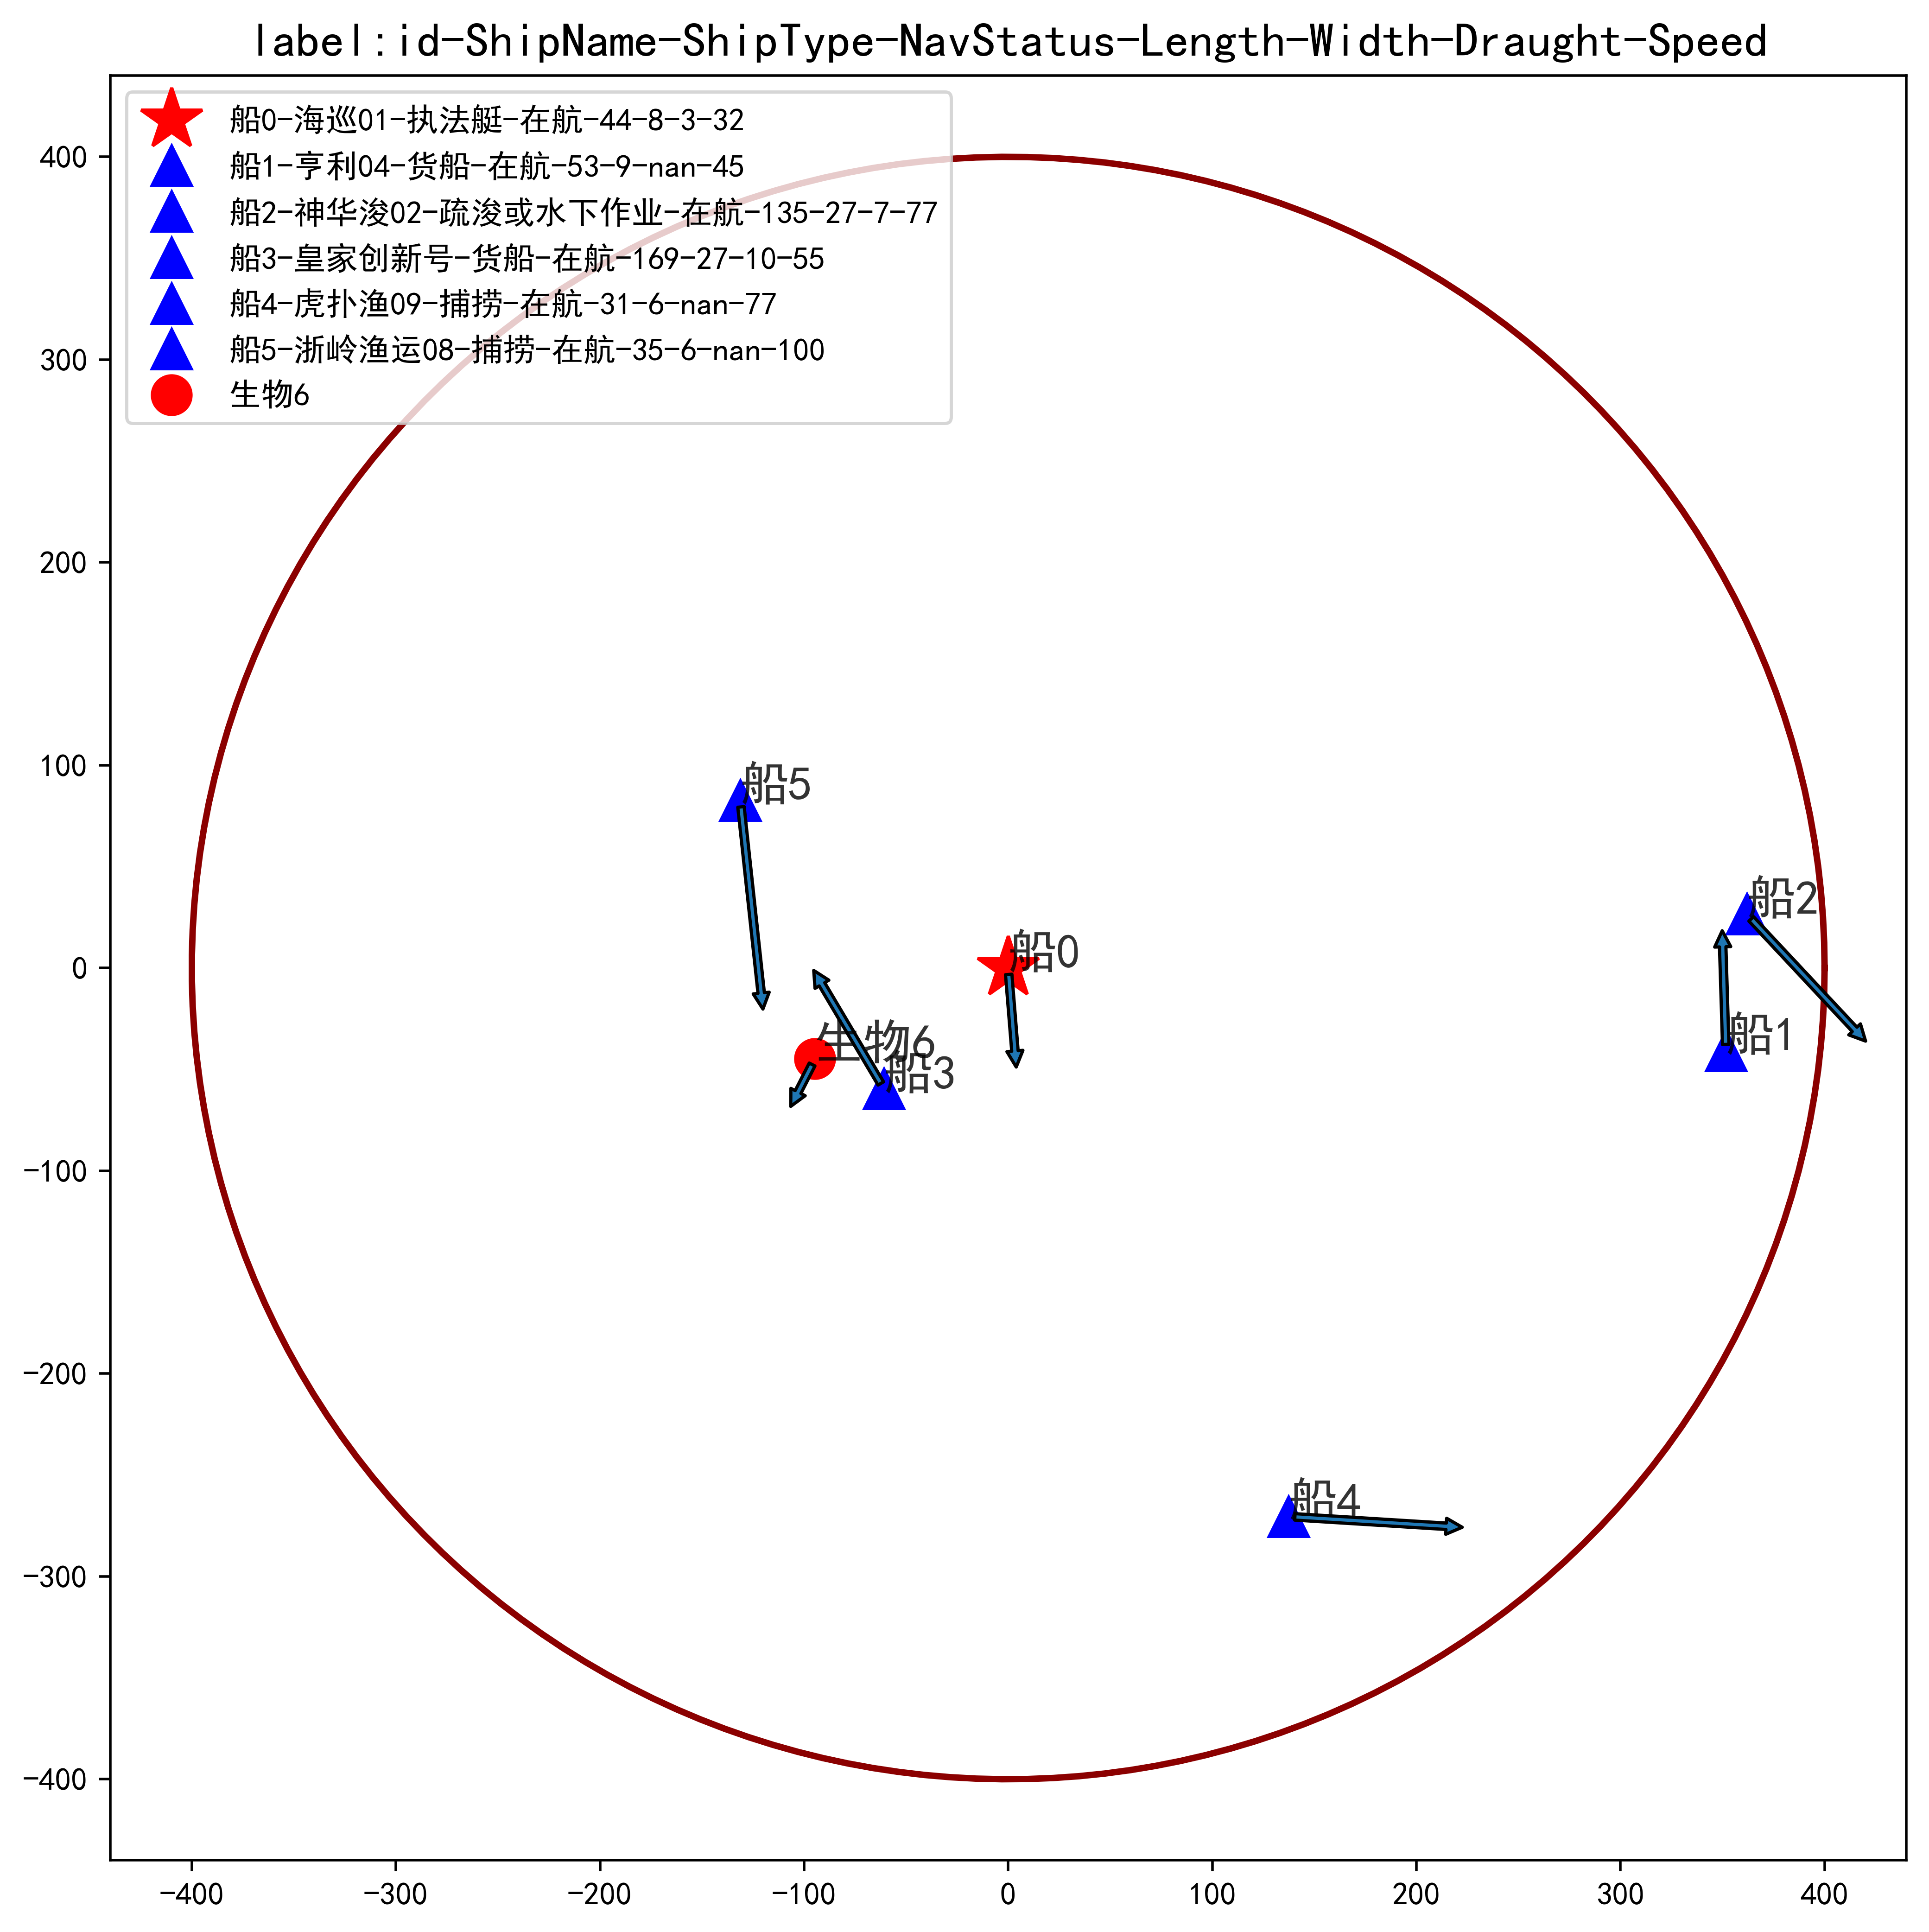 label:id-ShipName-ShipType-NavStatus-Length-Width-Draught-Speed
船0-海巡01-执法艇-在航-44-8-3-32
船1-亨利04-货船-在航-53-9-nan-45
船2-神华浚02-疏浚或水下作业-在航-135-27-7-77
船3-皇家创新号-货船-在航-169-27-10-55
船4-虎扑渔09-捕捞-在航-31-6-nan-77
船5-浙岭渔运08-捕捞-在航-35-6-nan-100
生物6
400
300
200
100
0
−100
−200
−300
−400
船5
船2
船0
船1
生物6
船3
船4
−400 −300 −200 −100 0 100 200 300 400